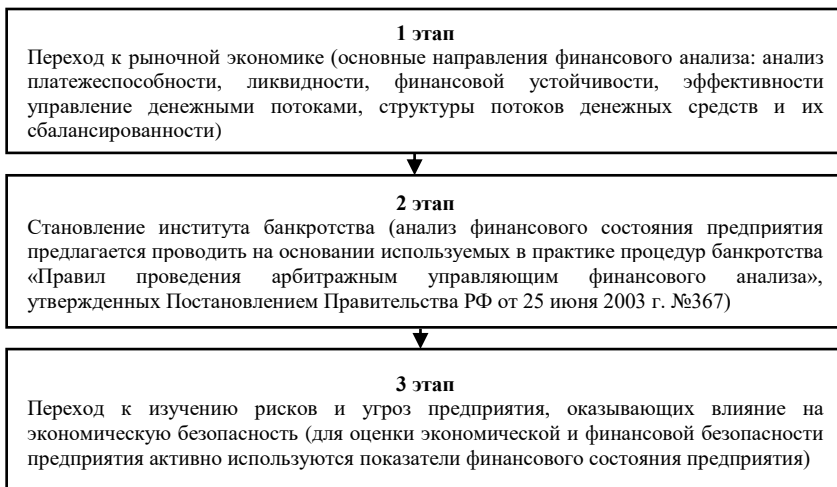 1 этап
Переход к рыночной экономике (основные направления финансового анализа: анализ
платежеспособности, ликвидности, финансовой устойчивости, эффективности
управление денежными потоками, структуры потоков денежных средств и их
сбалансированности)
2 этап
Становление института банкротства (анализ финансового состояния предприятия
предлагается проводить на основании используемых в практике процедур банкротства
«Правил проведения арбитражным управляющим финансового анализа»,
утвержденных Постановлением Правительства РФ от 25 июня 2003 г. №367)
3 этап
Переход к изучению рисков и угроз предприятия, оказывающих влияние на
экономическую безопасность (для оценки экономической и финансовой безопасности
предприятия активно используются показатели финансового состояния предприятия)